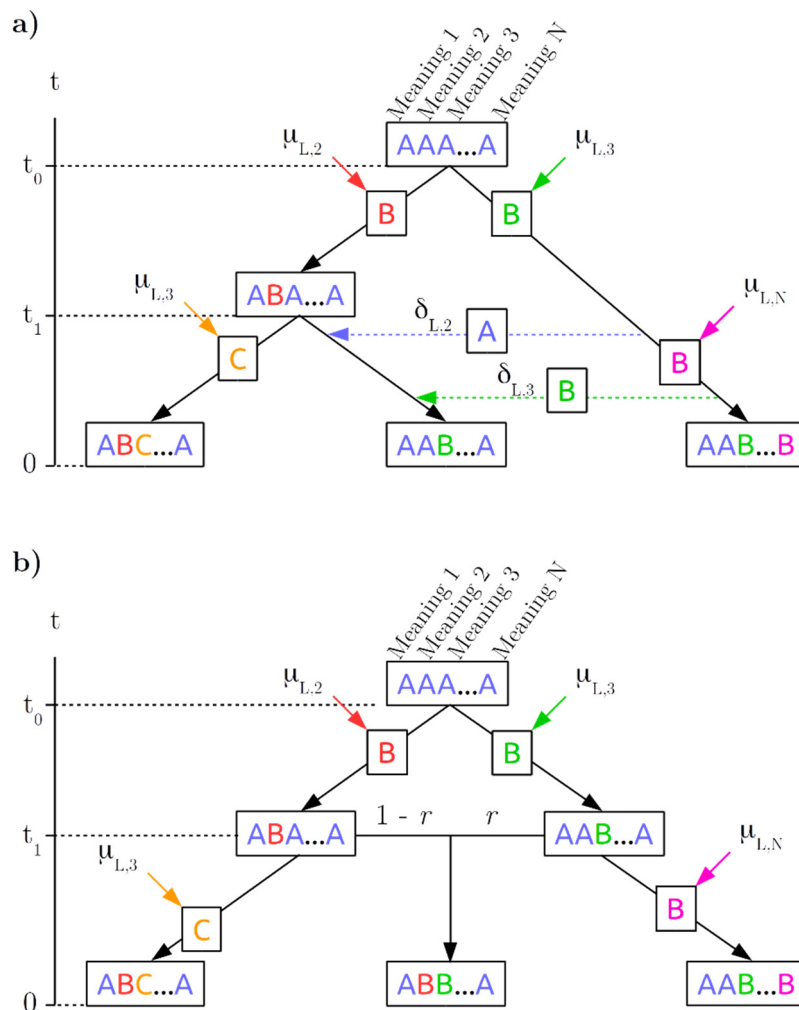 a)
t
Meaning 1
Meaning 2
Meaning 3
Meaning N
AAA...A
t0
μL,2
μL,3
B
B
ABA...A
t1
μL,3
δL,2
A
μL,N
C
B
δL,3
B
ABC...A
AAB...A
AAB...B
0
b)
t
Meaning 1
Meaning 2
Meaning 3
Meaning N
AAA...A
t0
μL,2
μL,3
B
B
1 - r
r
ABA...A
AAB...A
t1
μL,3
μL,N
B
C
ABC...A
ABB...A
AAB...B
0